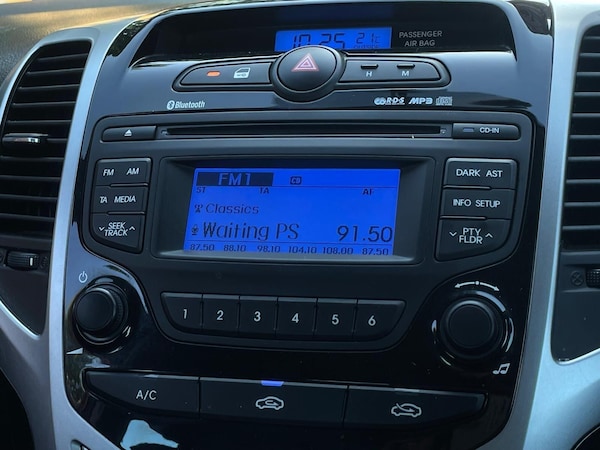 10:25 21°C
PASSENGER
AIR BAG
H M
Bluetooth R·D·S MP3
CD-IN
FM1
ST TA AF
Classics
Waiting PS 91.50
87.50 88.10 98.10 104.10 108.00 87.50
FM AM
TA MEDIA
SEEK
TRACK
DARK AST
INFO SETUP
PTY
FLDR
1 2 3 4 5 6
A/C